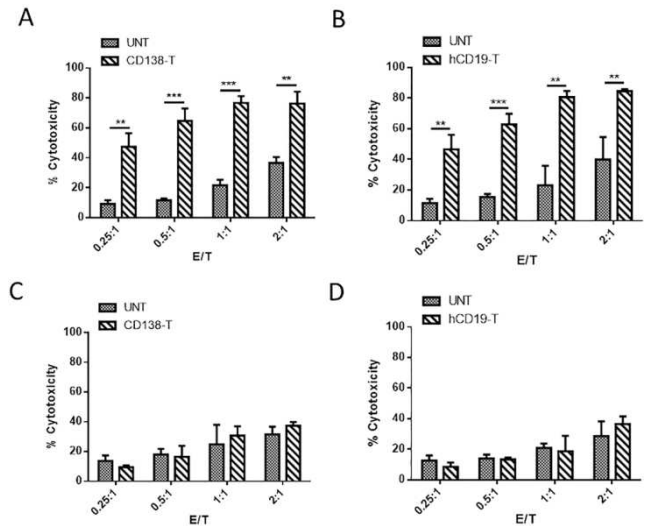 A
UNT
CD138-T
% Cytotoxicity
100
80
60
40
20
0
**
***
***
**
0.25:1
0.5:1
1:1
2:1
E/T
B
UNT
hCD19-T
% Cytotoxicity
100
80
60
40
20
0
**
***
**
**
0.25:1
0.5:1
1:1
2:1
E/T
C
UNT
CD138-T
% Cytotoxicity
100
80
60
40
20
0
0.25:1
0.5:1
1:1
2:1
E/T
D
UNT
hCD19-T
% Cytotoxicity
100
80
60
40
20
0
0.25:1
0.5:1
1:1
2:1
E/T